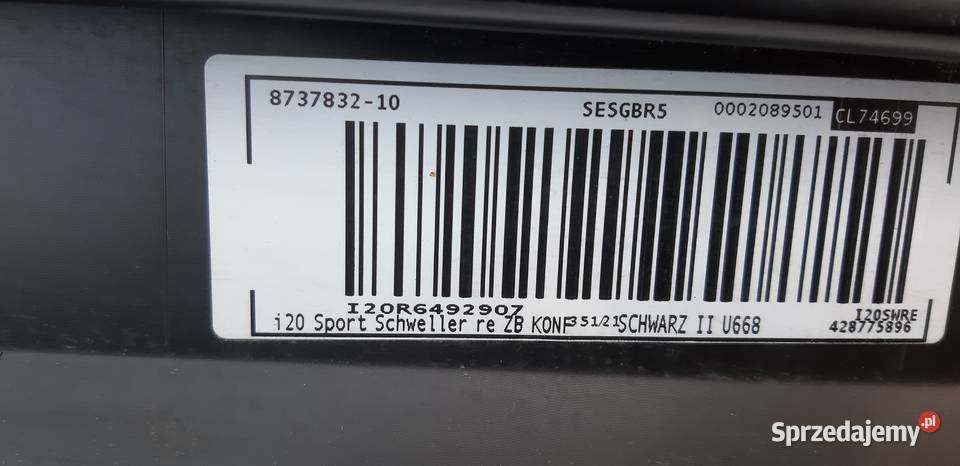 8737832-10 SESGBR5 0002089501 CL74699
I20R6492907
i20 Sport Schweller re ZB KONF 351/21 SCHWARZ II U668
I20SWRE
428775896
Sprzedajemy.pl